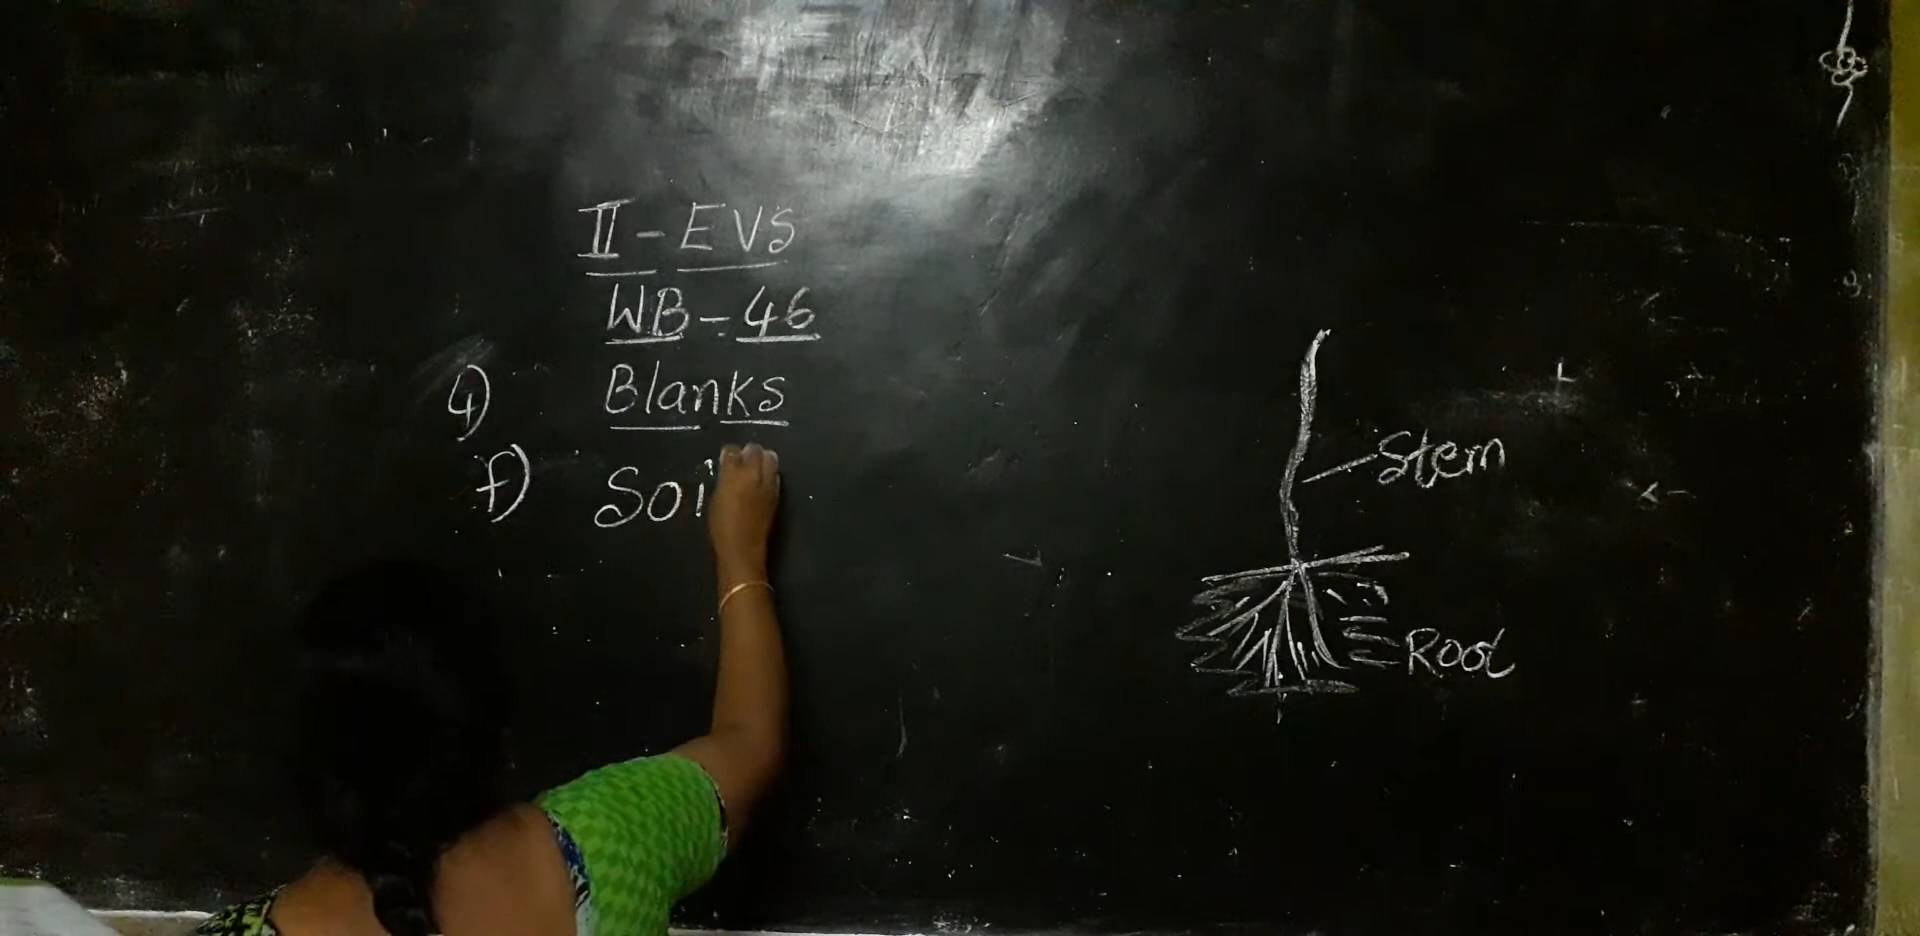 II - EVS
WB - 46
4) Blanks
f) Soi
Stem
Root